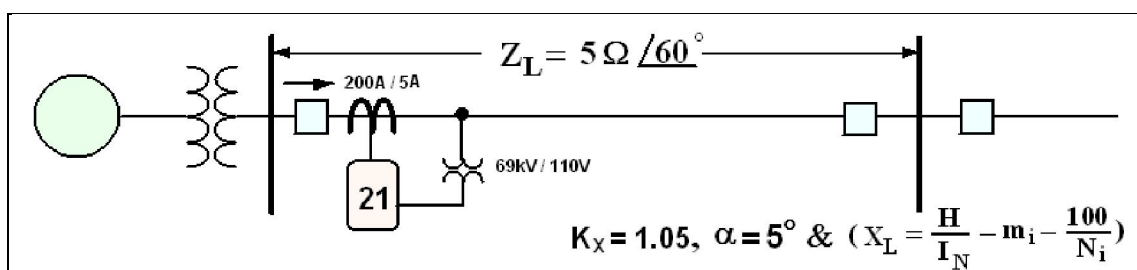 Z_L = 5 Ω /60°
200A / 5A
69kV / 110V
21
K_X = 1.05, α = 5° & ( X_L = H/I_N - m_i - 100/N_i )